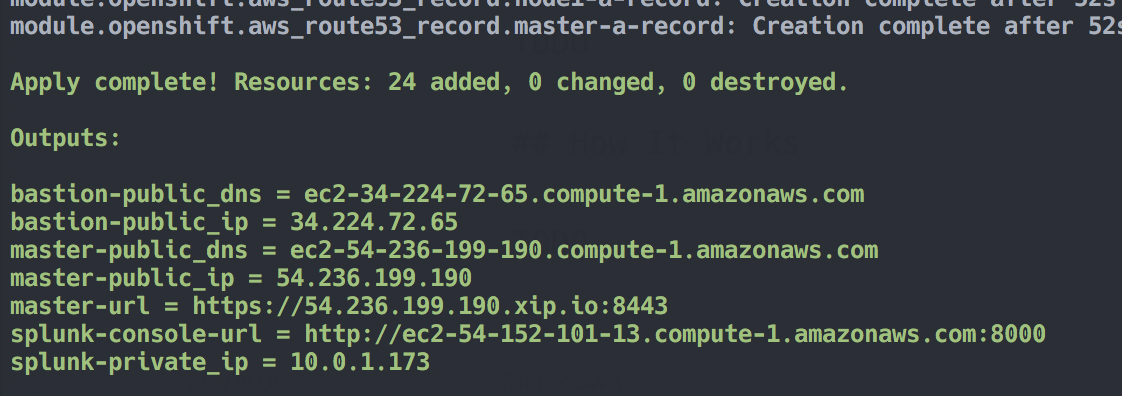 module.openshift.aws_route53_record.node1-a-record: Creation complete after 52s
module.openshift.aws_route53_record.master-a-record: Creation complete after 52s
Apply complete! Resources: 24 added, 0 changed, 0 destroyed.
## How It Works
Outputs:
bastion-public_dns = ec2-34-224-72-65.compute-1.amazonaws.com
bastion-public_ip = 34.224.72.65
master-public_dns = ec2-54-236-199-190.compute-1.amazonaws.com
master-public_ip = 54.236.199.190
master-url = https://54.236.199.190.xip.io:8443
splunk-console-url = http://ec2-54-152-101-13.compute-1.amazonaws.com:8000
splunk-private_ip = 10.0.1.173